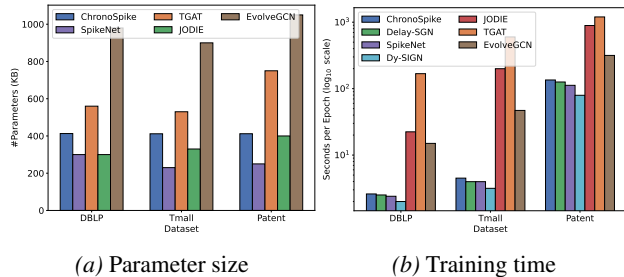 ChronoSpike
SpikeNet
TGAT
JODIE
EvolveGCN
#Parameters (KB)
1000
800
600
400
200
0
DBLP
Tmall
Patent
Dataset
(a) Parameter size
ChronoSpike
Delay-SGN
SpikeNet
Dy-SIGN
JODIE
TGAT
EvolveGCN
Seconds per Epoch (log₁₀ scale)
10³
10²
10¹
DBLP
Tmall
Patent
Dataset
(b) Training time